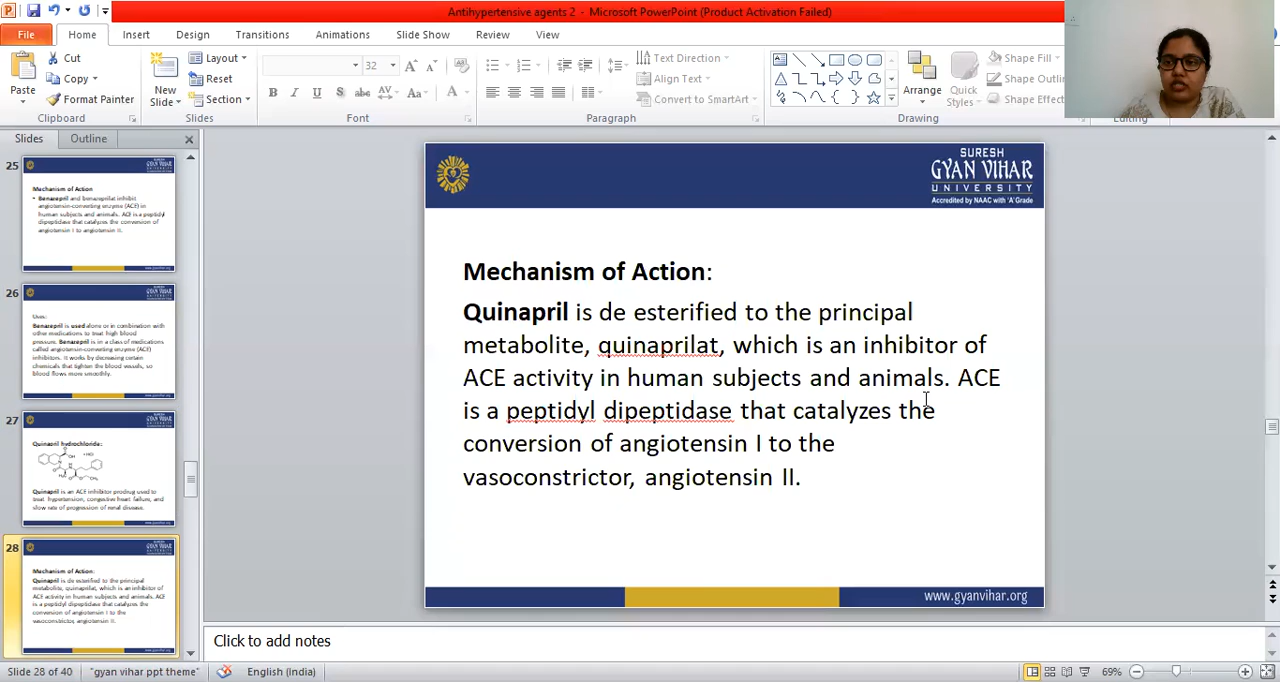 Antihypertensive agents 2 - Microsoft PowerPoint (Product Activation Failed)
File Home Insert Design Transitions Animations Slide Show Review View
Paste
Cut
Copy
Format Painter
Clipboard
New Slide
Layout
Reset
Section
Slides
32
B I U S abc AV Aa A
Font
Text Direction
Align Text
Convert to SmartArt
Paragraph
Arrange
Quick Styles
Shape Fill
Shape Outli
Shape Effect
Drawing
Editing
Slides Outline
25
Mechanism of Action
Benazepril and benazeprilat inhibit
angiotensin-converting enzyme (ACE) in
human subjects and animals. ACE is a peptidyl
dipeptidase that catalyzes the conversion of
angiotensin I to angiotensin II.
26
Uses:
Benazepril is used alone or in combination with
other medications to treat high blood
pressure. Benazepril is in a class of medications
called angiotensin-converting enzyme (ACE)
inhibitors. It works by decreasing certain
chemicals that tighten the blood vessels, so
blood flows more smoothly.
27
Quinapril hydrochloride:
Quinapril is an ACE inhibitor prodrug used to
treat hypertension, congestive heart failure, and
slow rate of progression of renal disease.
28
Mechanism of Action:
Quinapril is de esterified to the principal
metabolite, quinaprilat, which is an inhibitor of
ACE activity in human subjects and animals. ACE
is a peptidyl dipeptidase that catalyzes the
conversion of angiotensin I to the
vasoconstrictor, angiotensin II.
SURESH
GYAN VIHAR
UNIVERSITY
Accredited by NAAC with 'A' Grade
Mechanism of Action:
Quinapril is de esterified to the principal
metabolite, quinaprilat, which is an inhibitor of
ACE activity in human subjects and animals. ACE
is a peptidyl dipeptidase that catalyzes the
conversion of angiotensin I to the
vasoconstrictor, angiotensin II.
www.gyanvihar.org
Click to add notes
Slide 28 of 40 "gyan vihar ppt theme" English (India) 69%